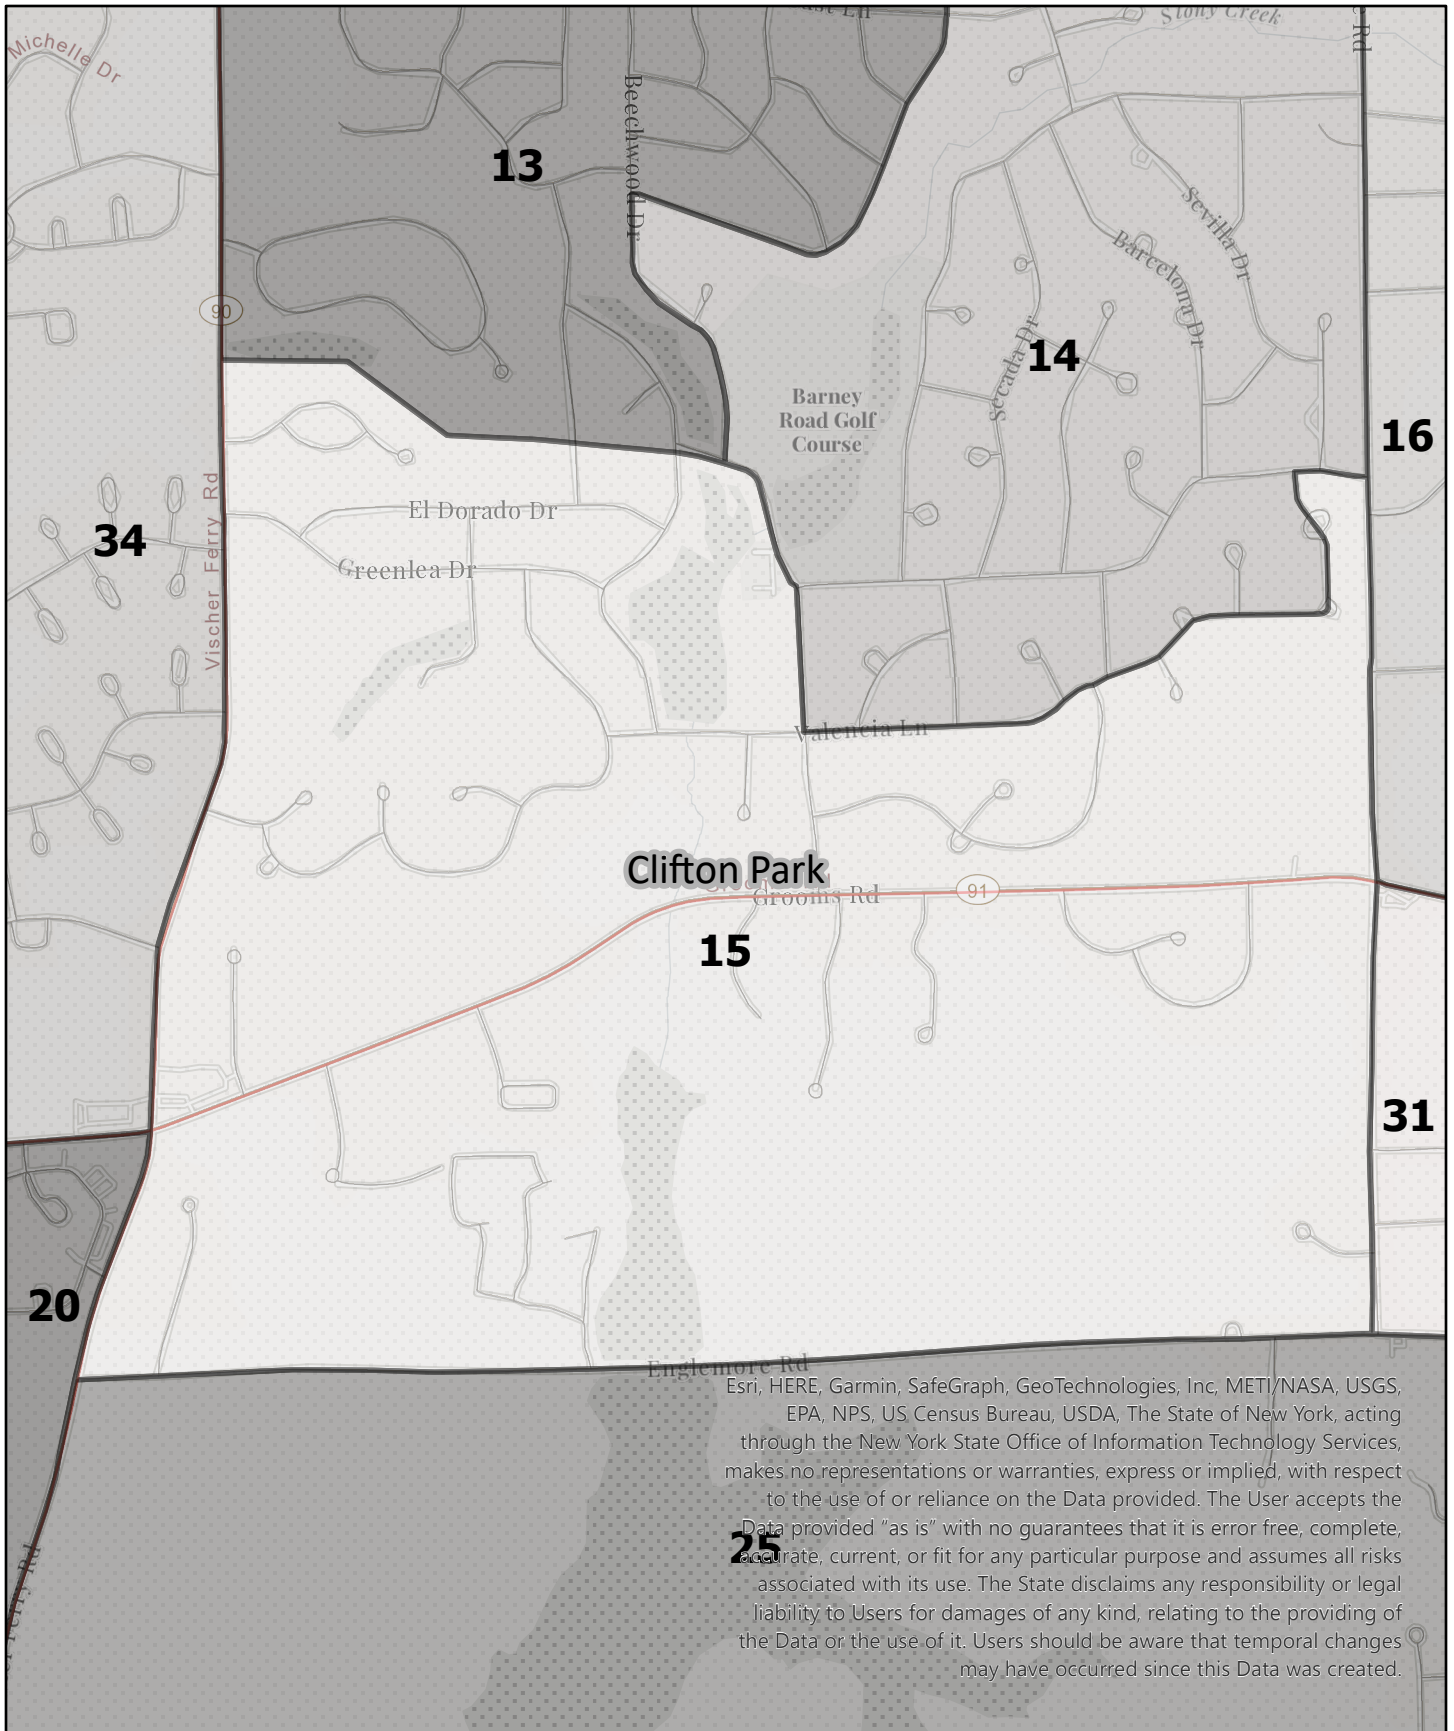 Stony Creek
Rd
Michelle Dr
Beechwood Dr
13
Sevilla Dr
Barcelona Dr
90
Secada Dr
14
Barney
Road Golf
Course
16
Vischer Ferry Rd
34
El Dorado Dr
Greenlea Dr
Valencia Ln
Clifton Park
Grooms Rd
91
15
31
20
Englemore Rd
25
Esri, HERE, Garmin, SafeGraph, GeoTechnologies, Inc, METI/NASA, USGS,
EPA, NPS, US Census Bureau, USDA, The State of New York, acting
through the New York State Office of Information Technology Services,
makes no representations or warranties, express or implied, with respect
to the use of or reliance on the Data provided. The User accepts the
Data provided “as is” with no guarantees that it is error free, complete,
accurate, current, or fit for any particular purpose and assumes all risks
associated with its use. The State disclaims any responsibility or legal
liability to Users for damages of any kind, relating to the providing of
the Data or the use of it. Users should be aware that temporal changes
may have occurred since this Data was created.